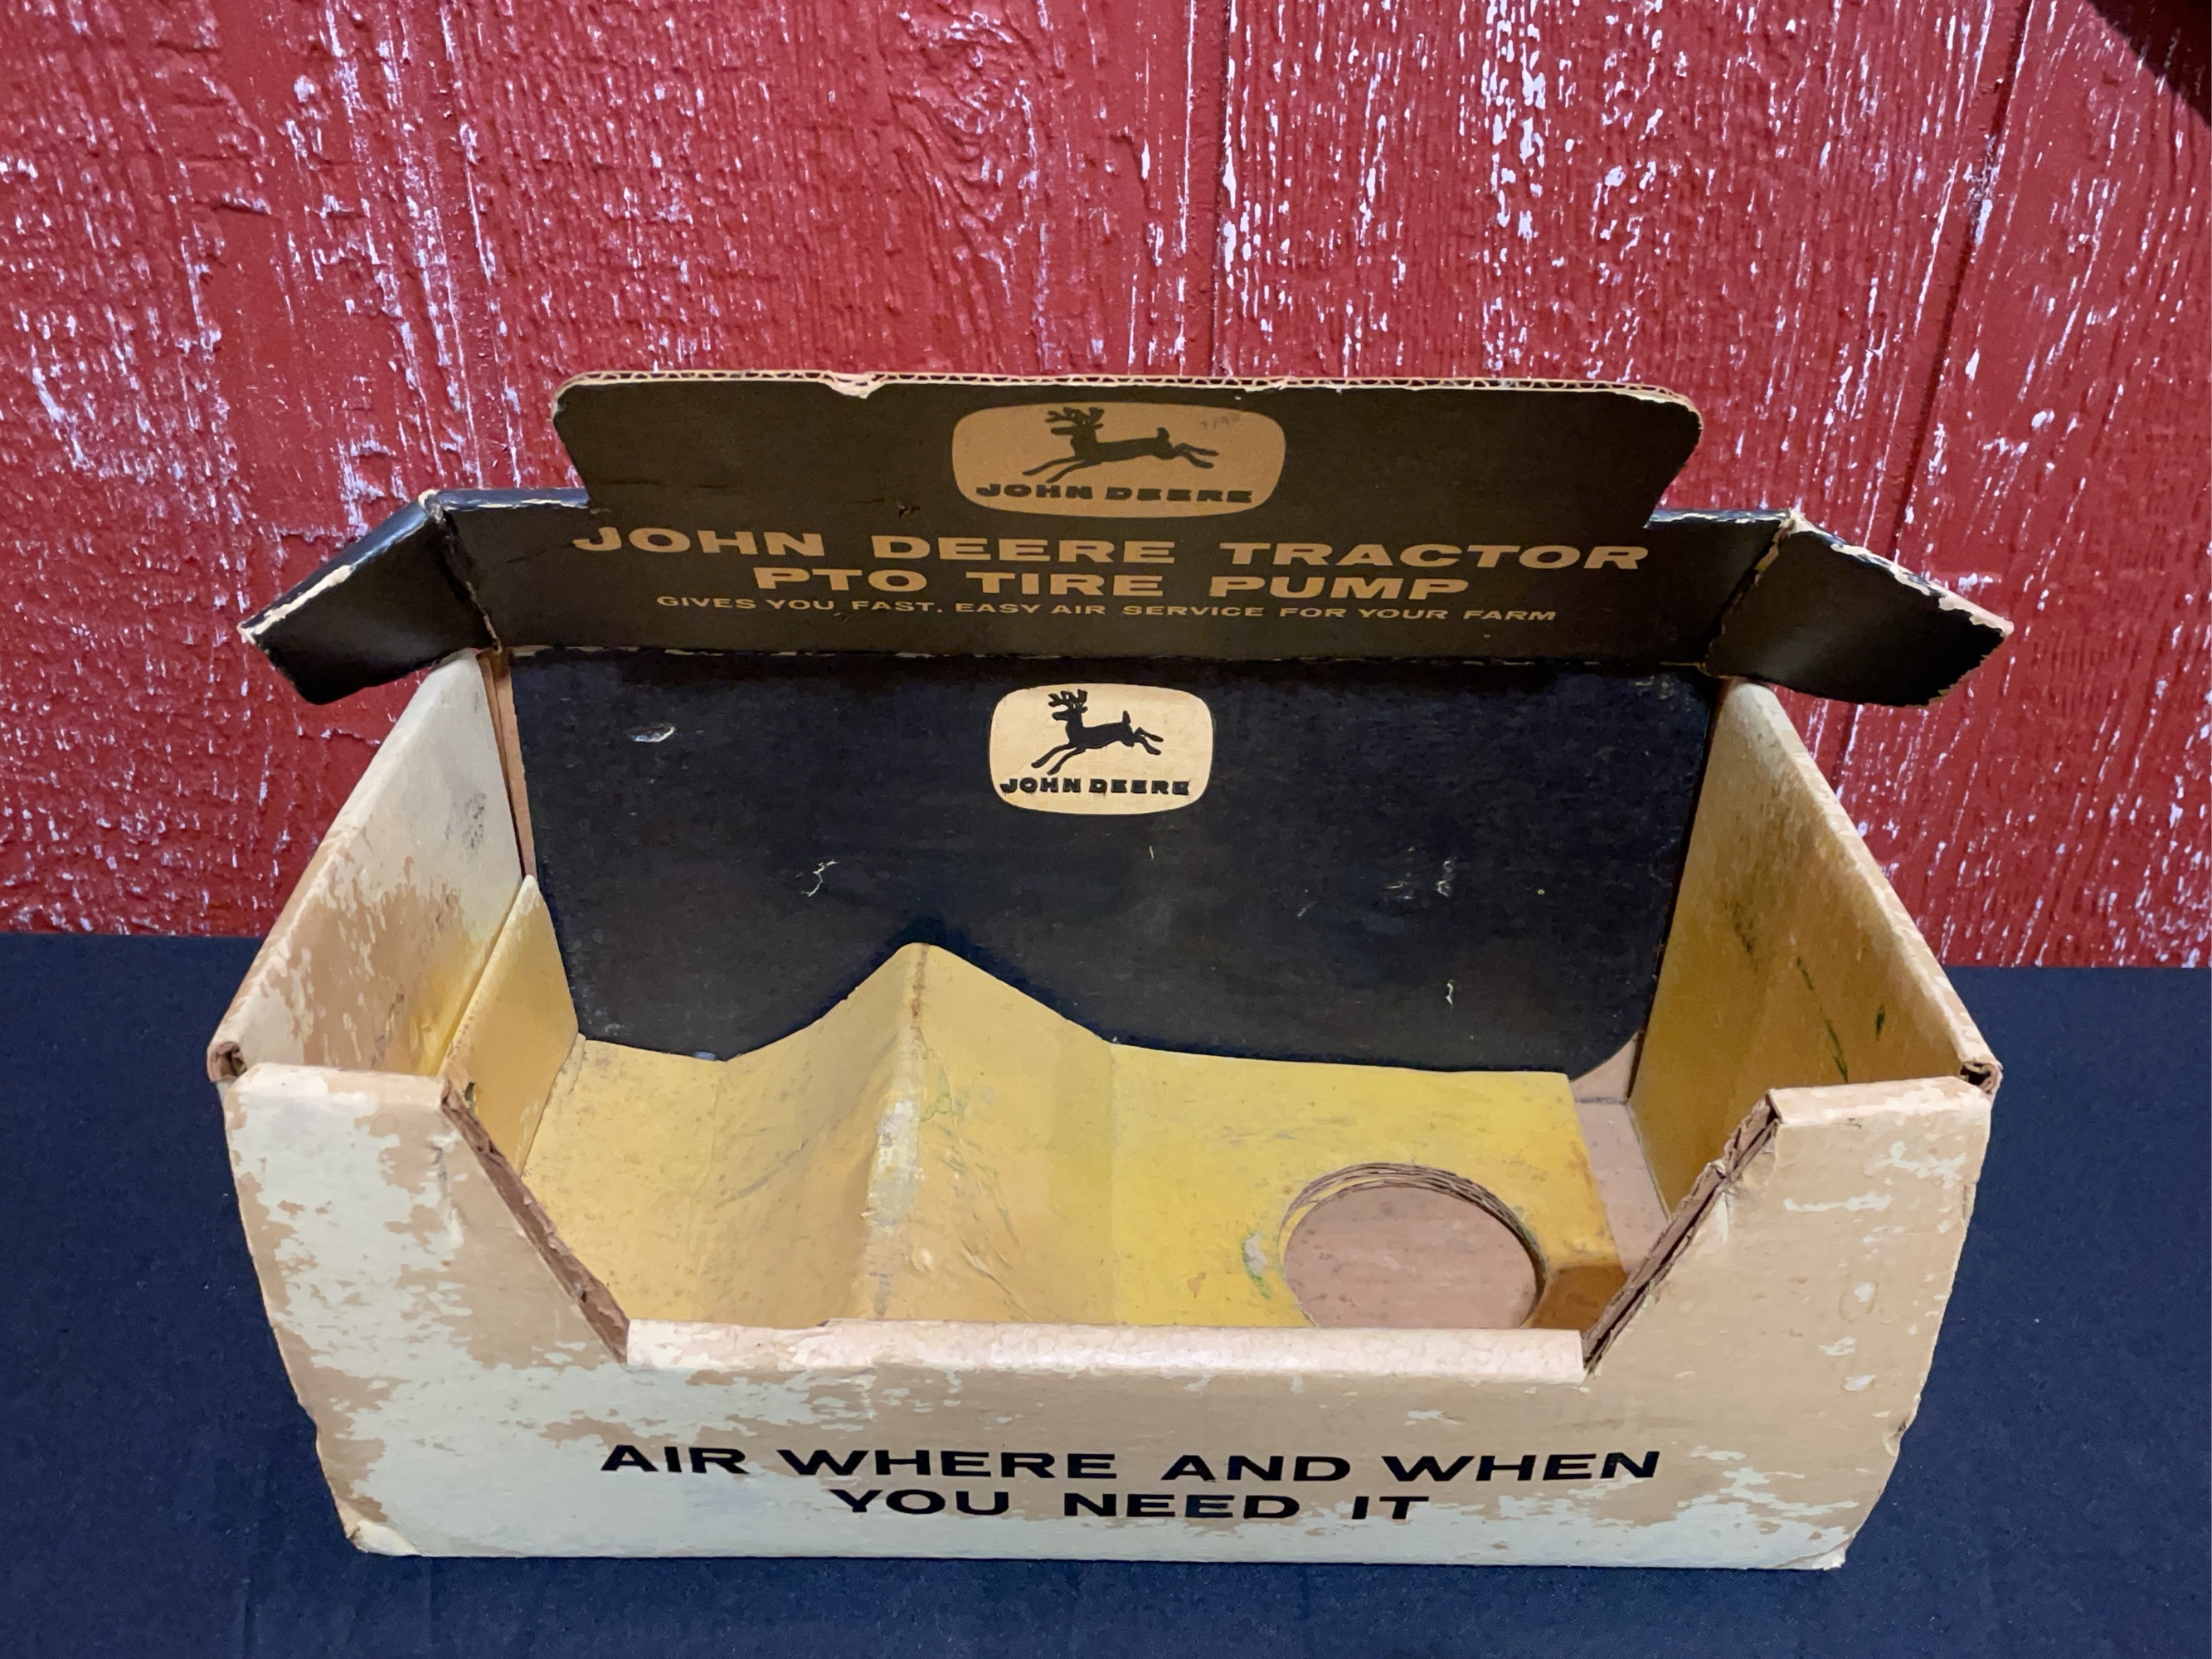 JOHN DEERE
JOHN DEERE TRACTOR
PTO TIRE PUMP
GIVES YOU FAST, EASY AIR SERVICE FOR YOUR FARM
JOHN DEERE
AIR WHERE AND WHEN
YOU NEED IT